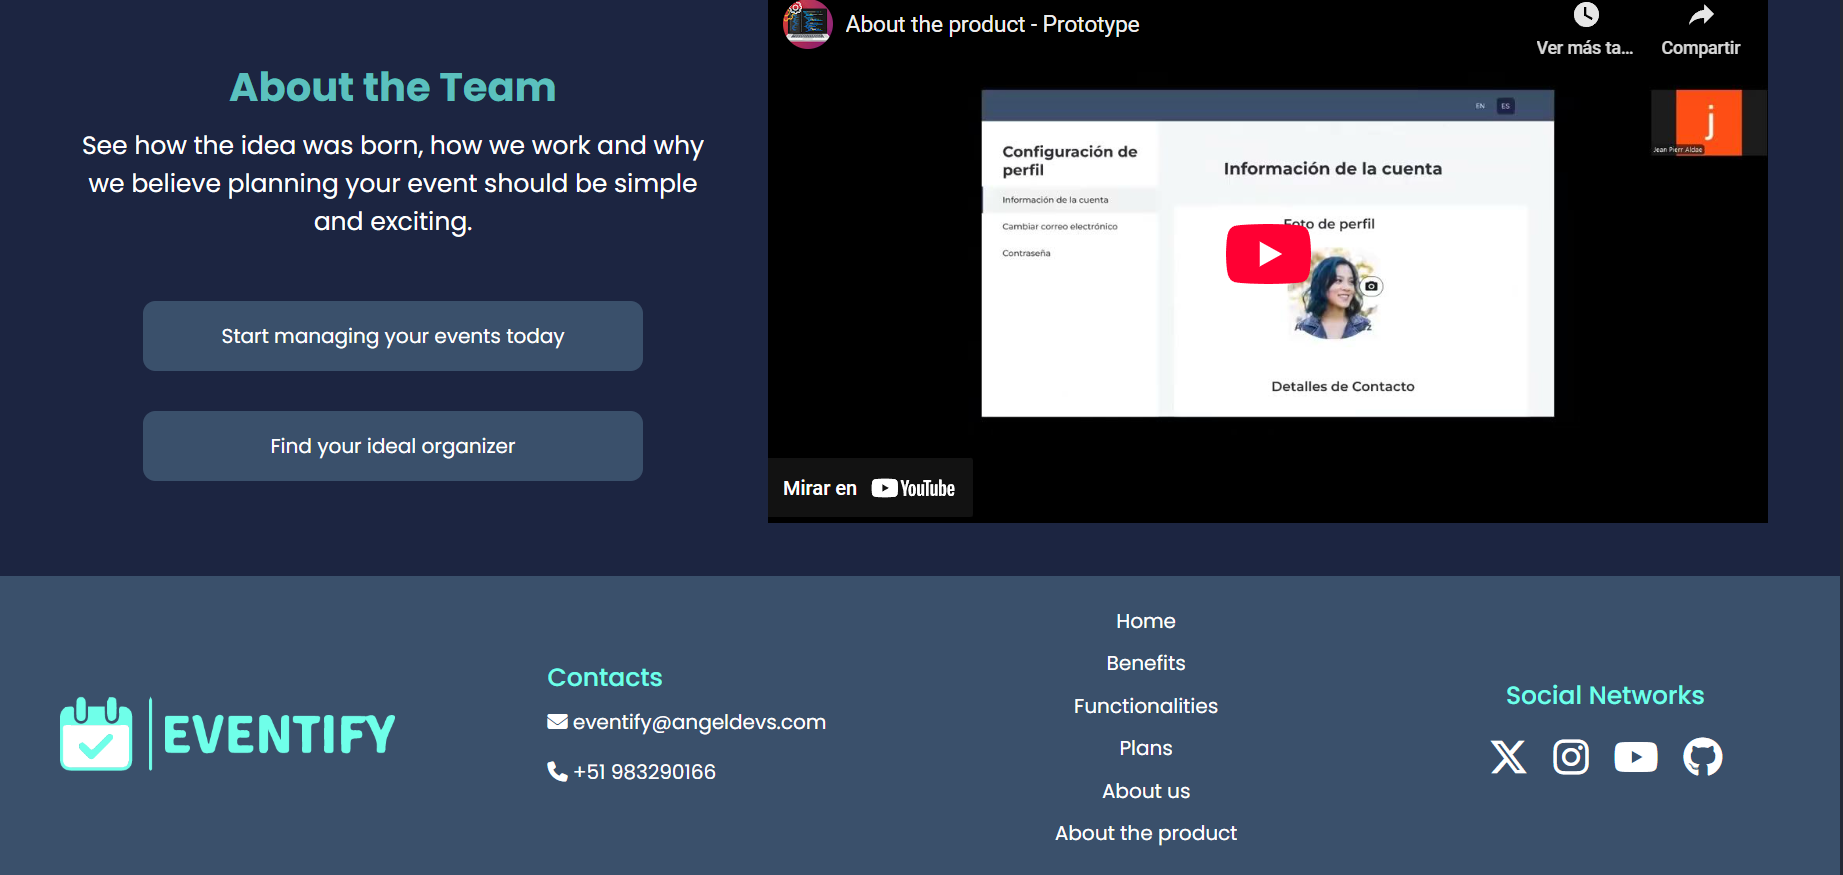 About the Team
See how the idea was born, how we work and why
we believe planning your event should be simple
and exciting.
Start managing your events today
Find your ideal organizer
About the product - Prototype
Ver más ta...
Compartir
EN ES
j
Jean Pierr Aldae
Configuración de
perfil
Información de la cuenta
Cambiar correo electrónico
Contraseña
Información de la cuenta
Foto de perfil
Detalles de Contacto
Mirar en YouTube
EVENTIFY
Contacts
eventify@angeldevs.com
+51 983290166
Home
Benefits
Functionalities
Plans
About us
About the product
Social Networks